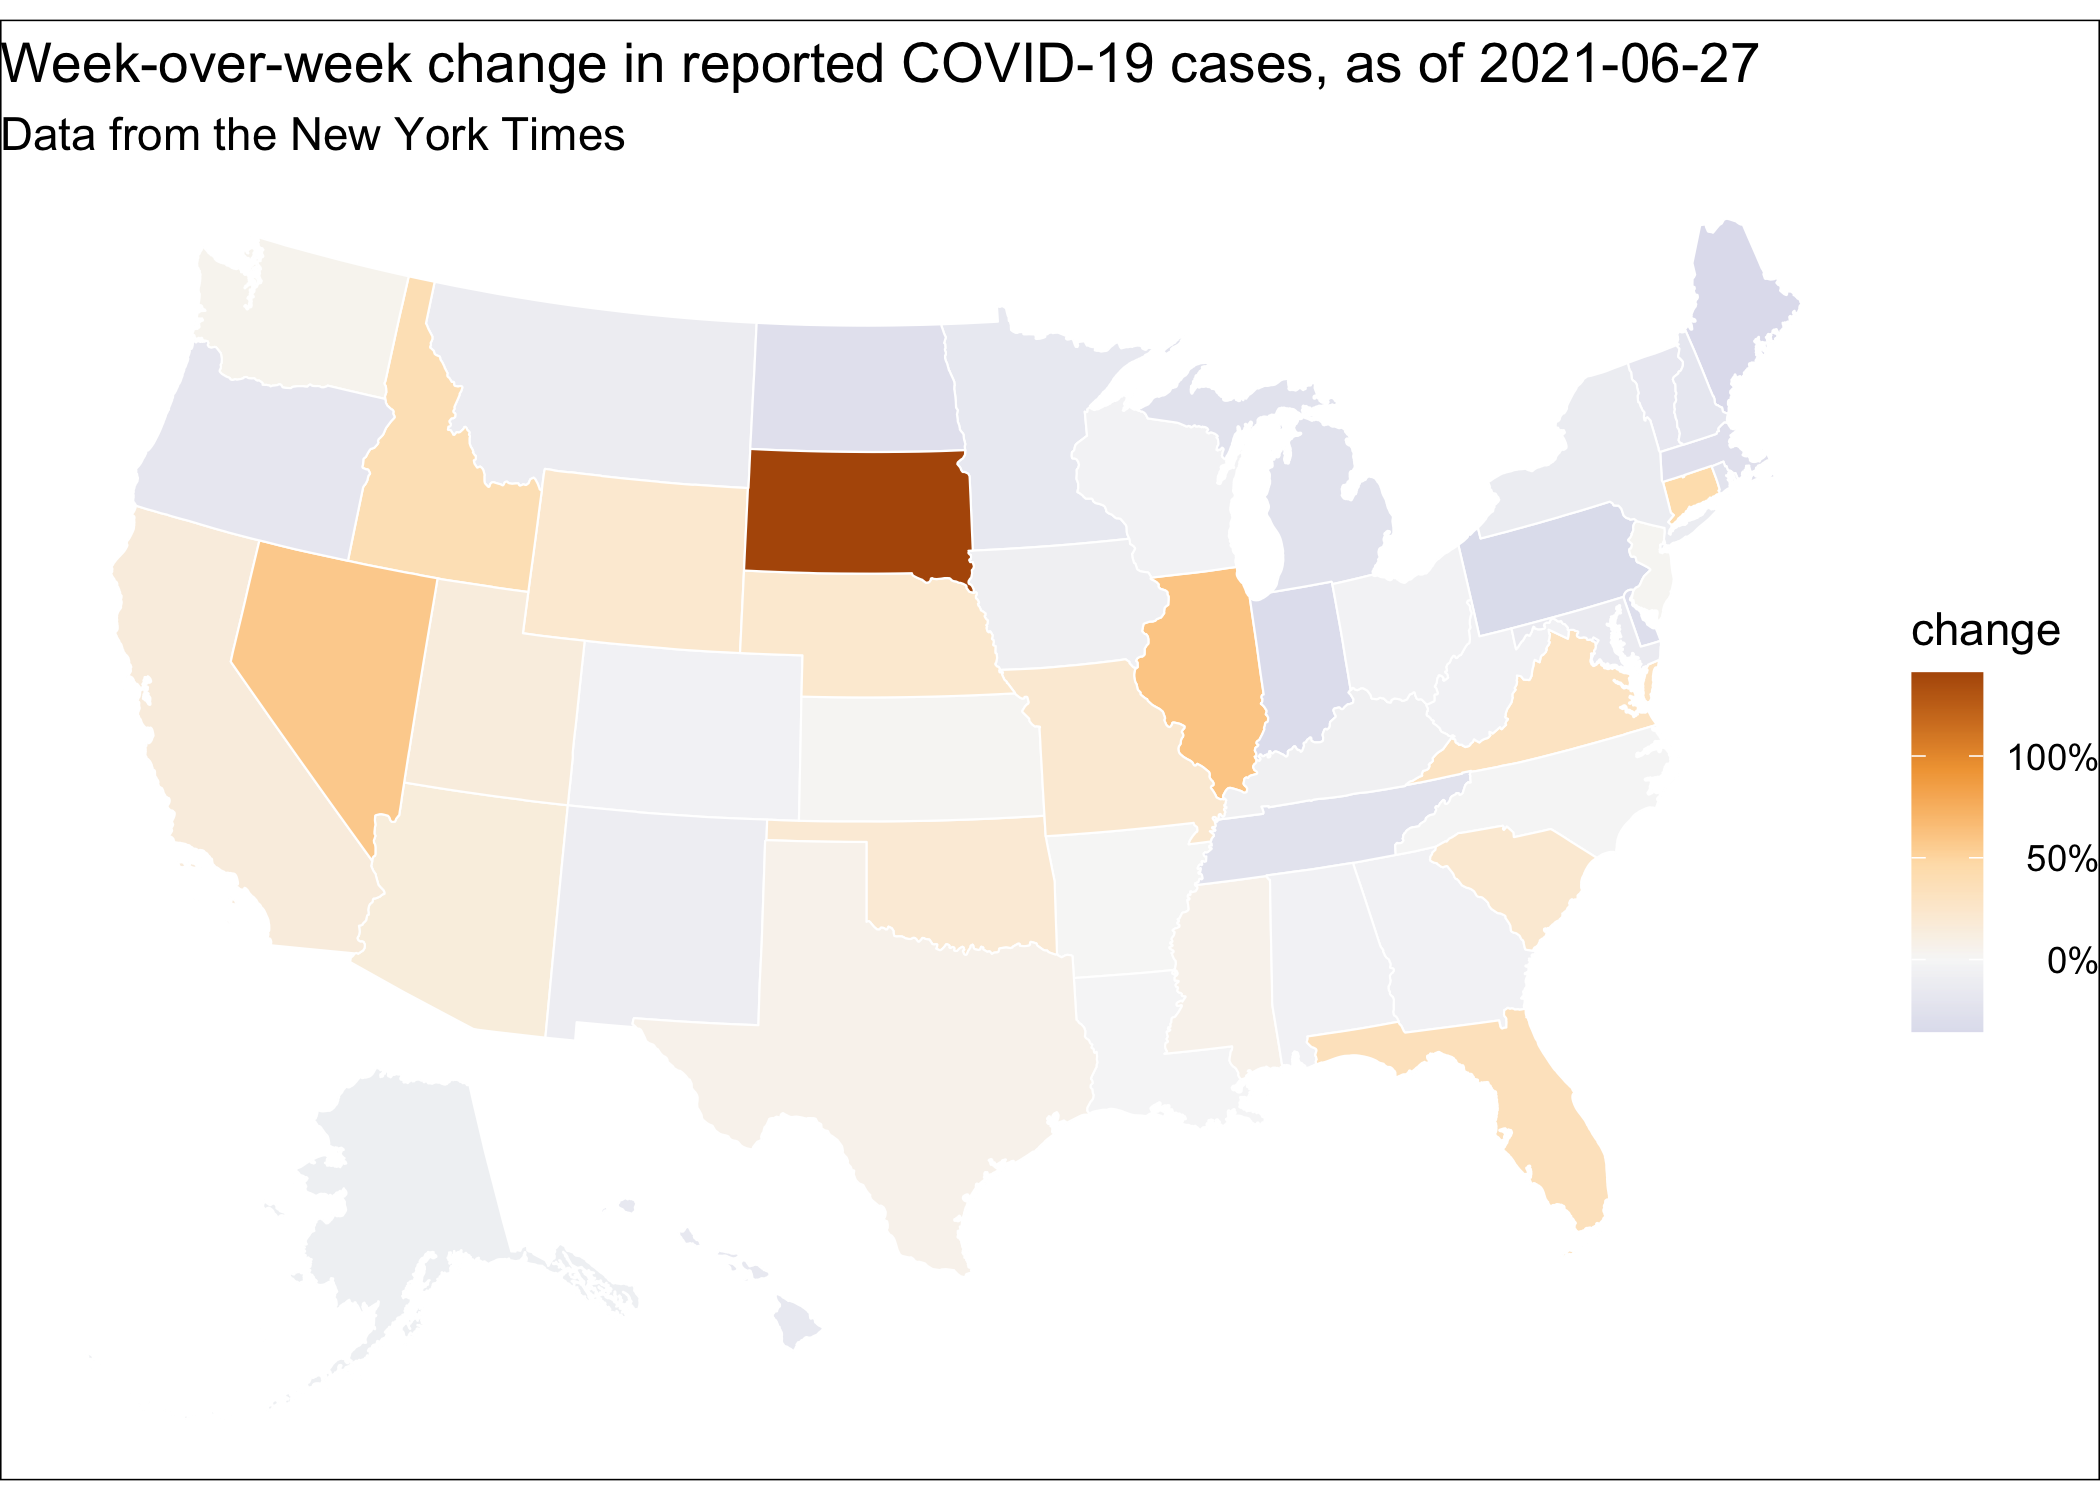 Week-over-week change in reported COVID-19 cases, as of 2021-06-27
Data from the New York Times
change
100%
50%
0%